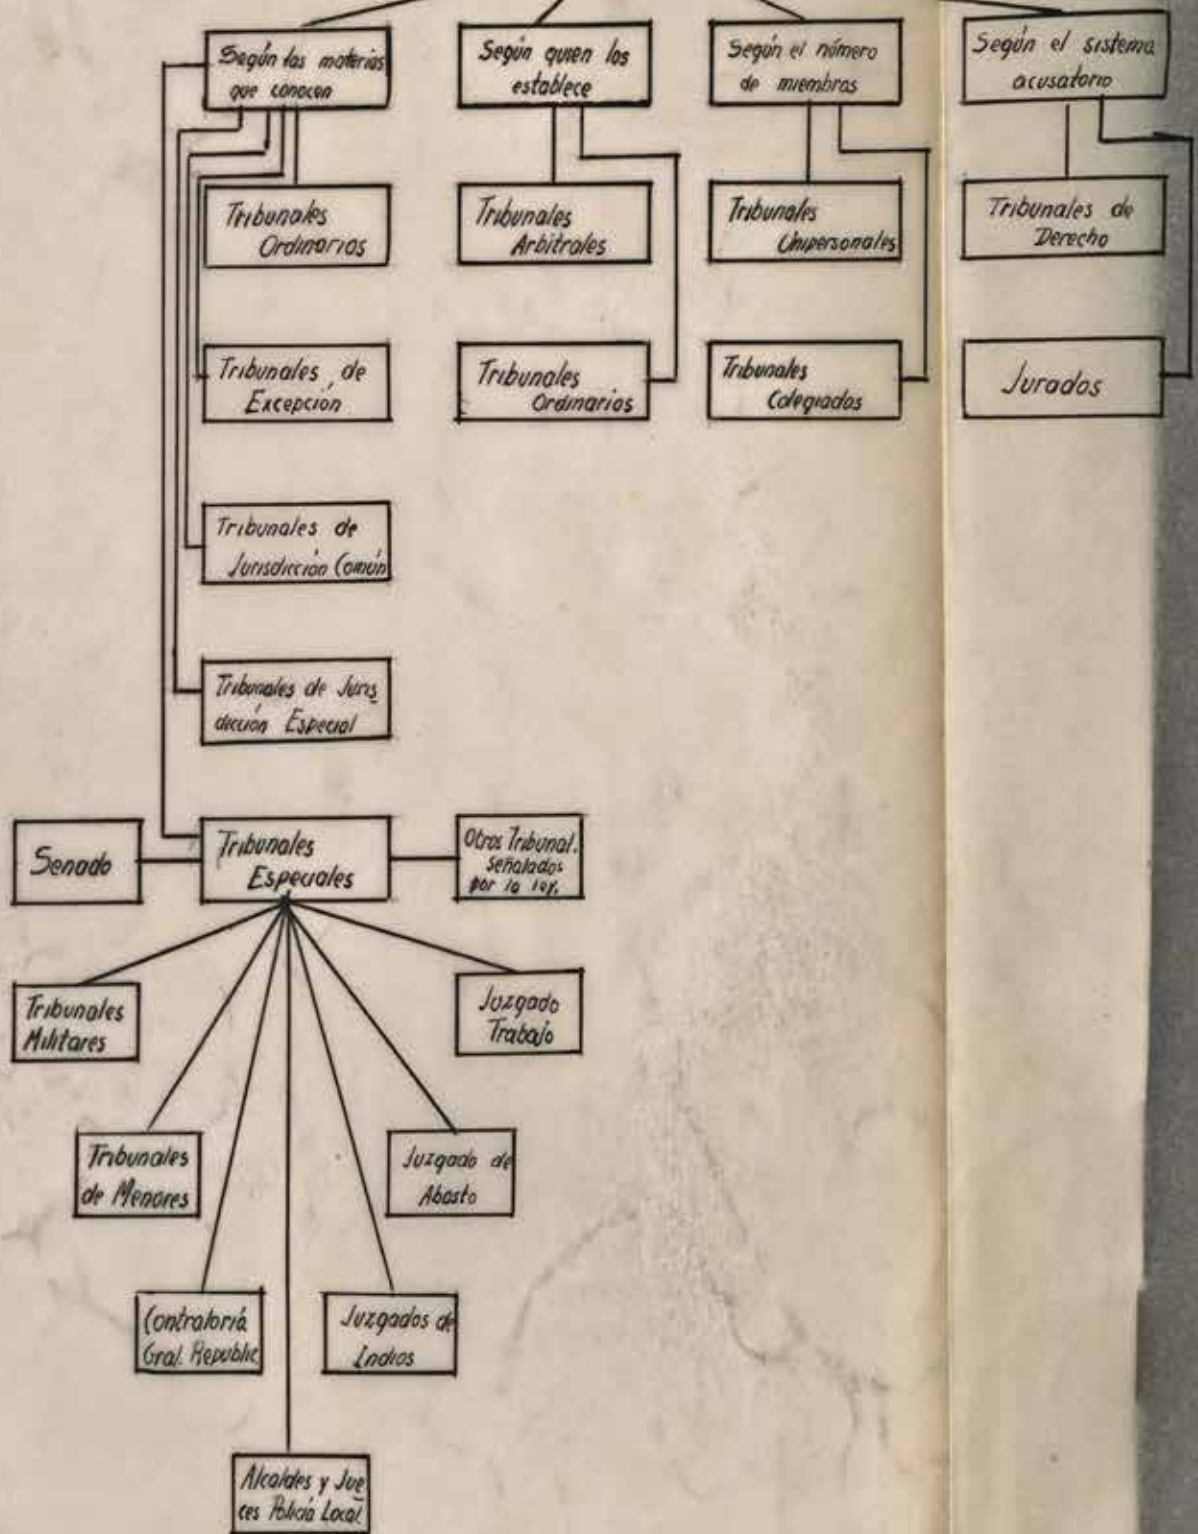 Según las materias
que conocen
Según quien los
establece
Según el número
de miembros
Según el sistema
acusatorio
Tribunales
Ordinarios
Tribunales
Arbitrales
Tribunales
Unipersonales
Tribunales de
Derecho
Tribunales de
Excepción
Tribunales
Ordinarios
Tribunales
Colegiados
Jurados
Tribunales de
Jurisdicción Común
Tribunales de Juris
dicción Especial
Senado
Tribunales
Especiales
Otros Tribunal.
señalados
por la ley.
Tribunales
Militares
Juzgado
Trabajo
Tribunales
de Menores
Juzgado de
Abasto
Contraloría
Gral. Republic
Juzgados de
Indios
Alcaldes y Jue
ces Policía Local